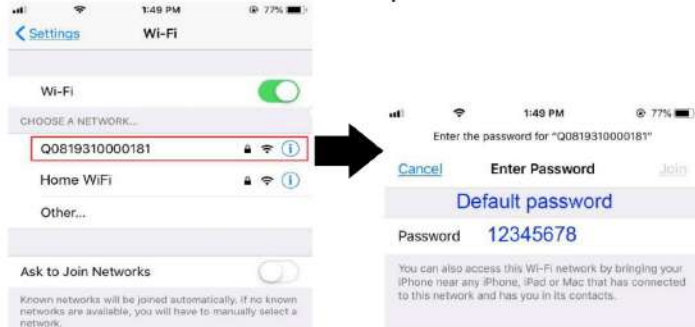 1:49 PM
77%
Settings
Wi-Fi
Wi-Fi
CHOOSE A NETWORK...
Q0819310000181
Home WiFi
Other...
Ask to Join Networks
Known networks will be joined automatically. If no known
networks are available, you will have to manually select a
network.
1:49 PM
77%
Enter the password for "Q0819310000181"
Cancel
Enter Password
Join
Default password
Password 12345678
You can also access this Wi-Fi network by bringing your
iPhone near any iPhone, iPad or Mac that has connected
to this network and has you in its contacts.